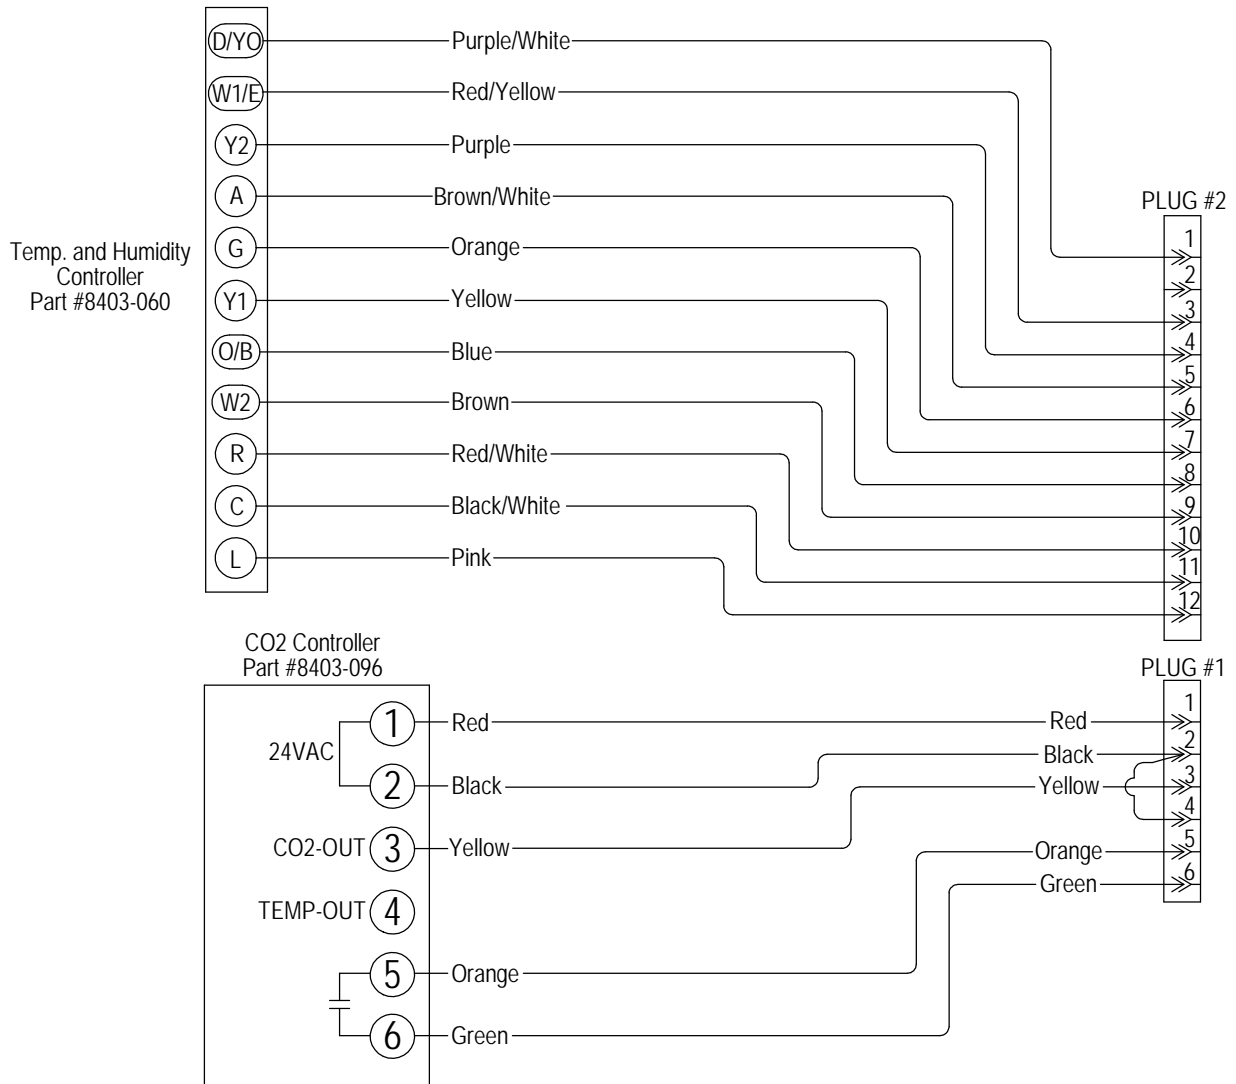 D/YO Purple/White
W1/E Red/Yellow
Y2 Purple
A Brown/White
PLUG #2
Temp. and Humidity
Controller
Part #8403-060
G Orange
Y1 Yellow
O/B Blue
W2 Brown
R Red/White
C Black/White
L Pink
1
2
3
4
5
6
7
8
9
10
11
12
CO2 Controller
Part #8403-096
PLUG #1
24VAC
1 Red Red 1
2 Black Black 2
CO2-OUT 3 Yellow Yellow 3
TEMP-OUT 4 4
5 Orange Orange 5
6 Green Green 6